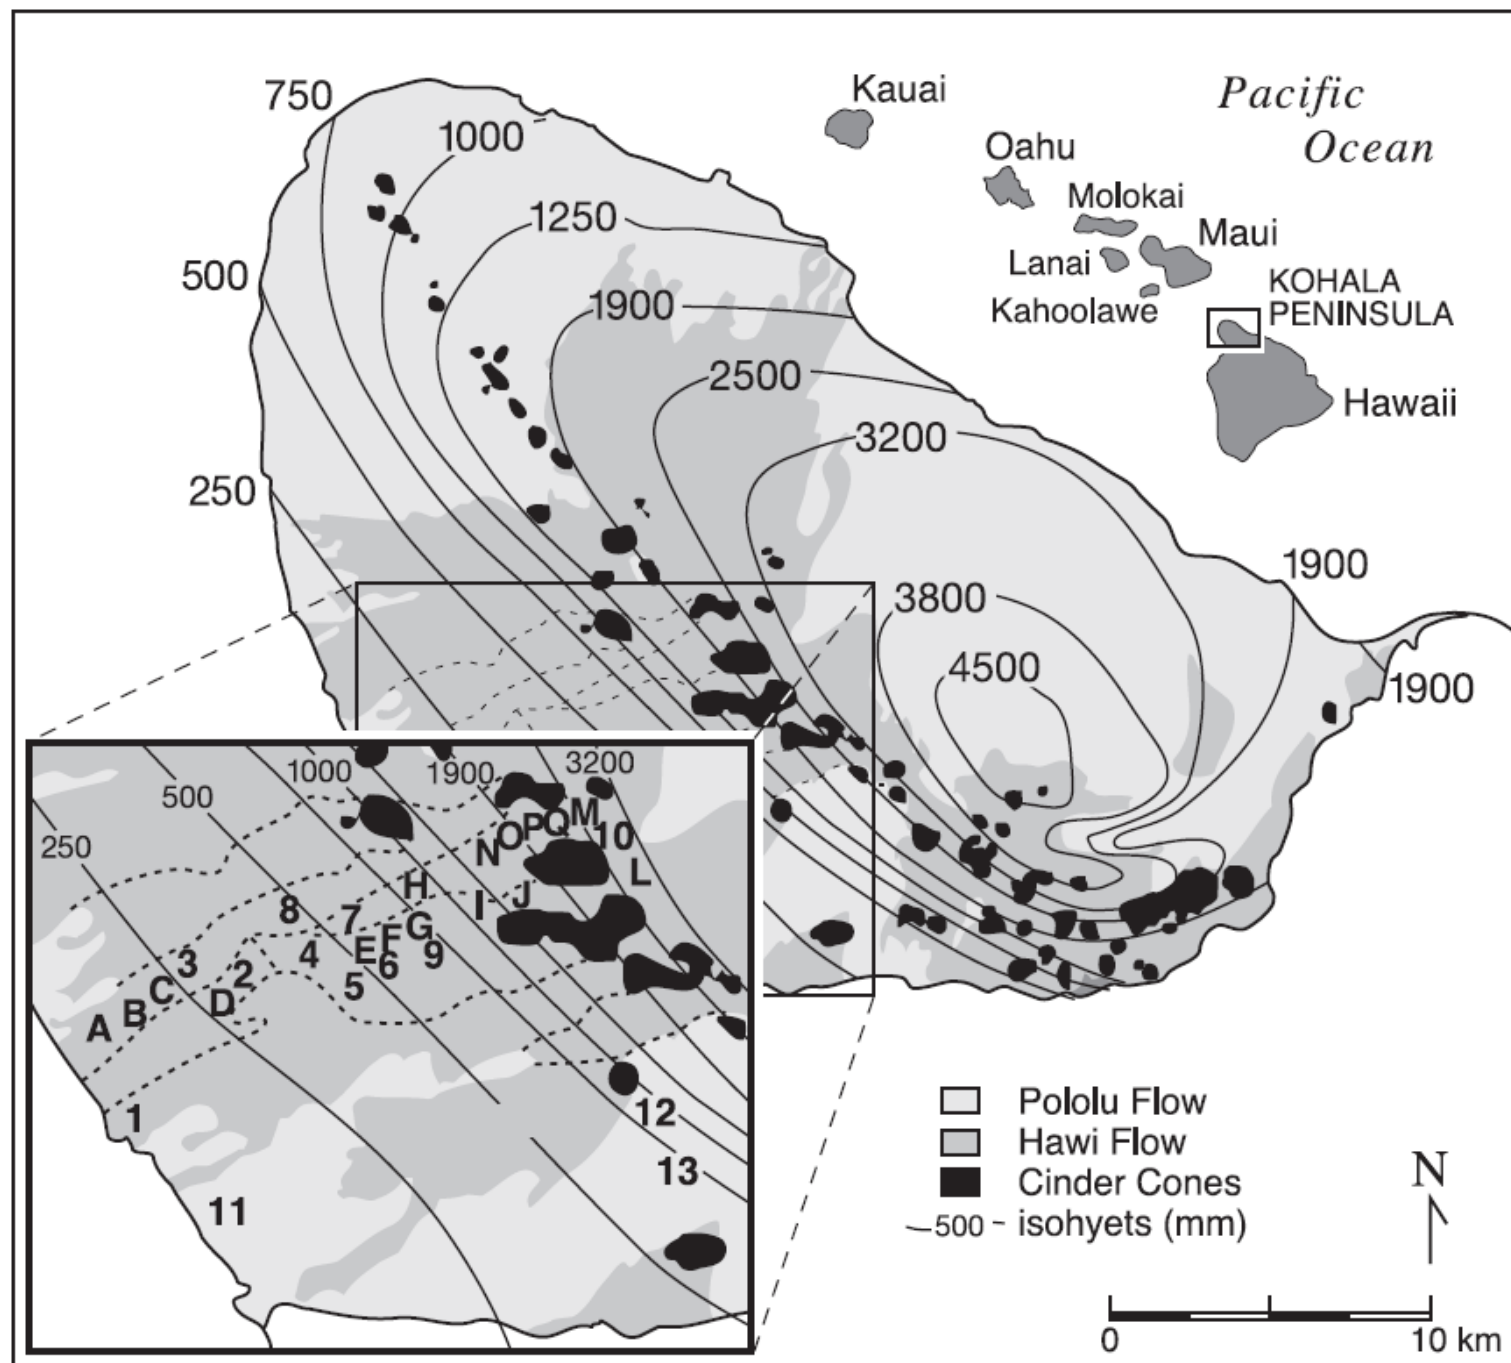 750
Kauai
Pacific
Ocean
1000
Oahu
Molokai
1250
Maui
500
Lanai
KOHALA
PENINSULA
Kahoolawe
1900
2500
Hawaii
3200
250
1900
3800
4500
1900
1000
1900
3200
500
250
M
Q
P
O
10
N
L
H
J
I
8
7
G
F
E
9
4
6
3
2
5
C
D
B
A
1
12
13
11
Pololu Flow
Hawi Flow
Cinder Cones
500 - isohyets (mm)
N
0
10 km